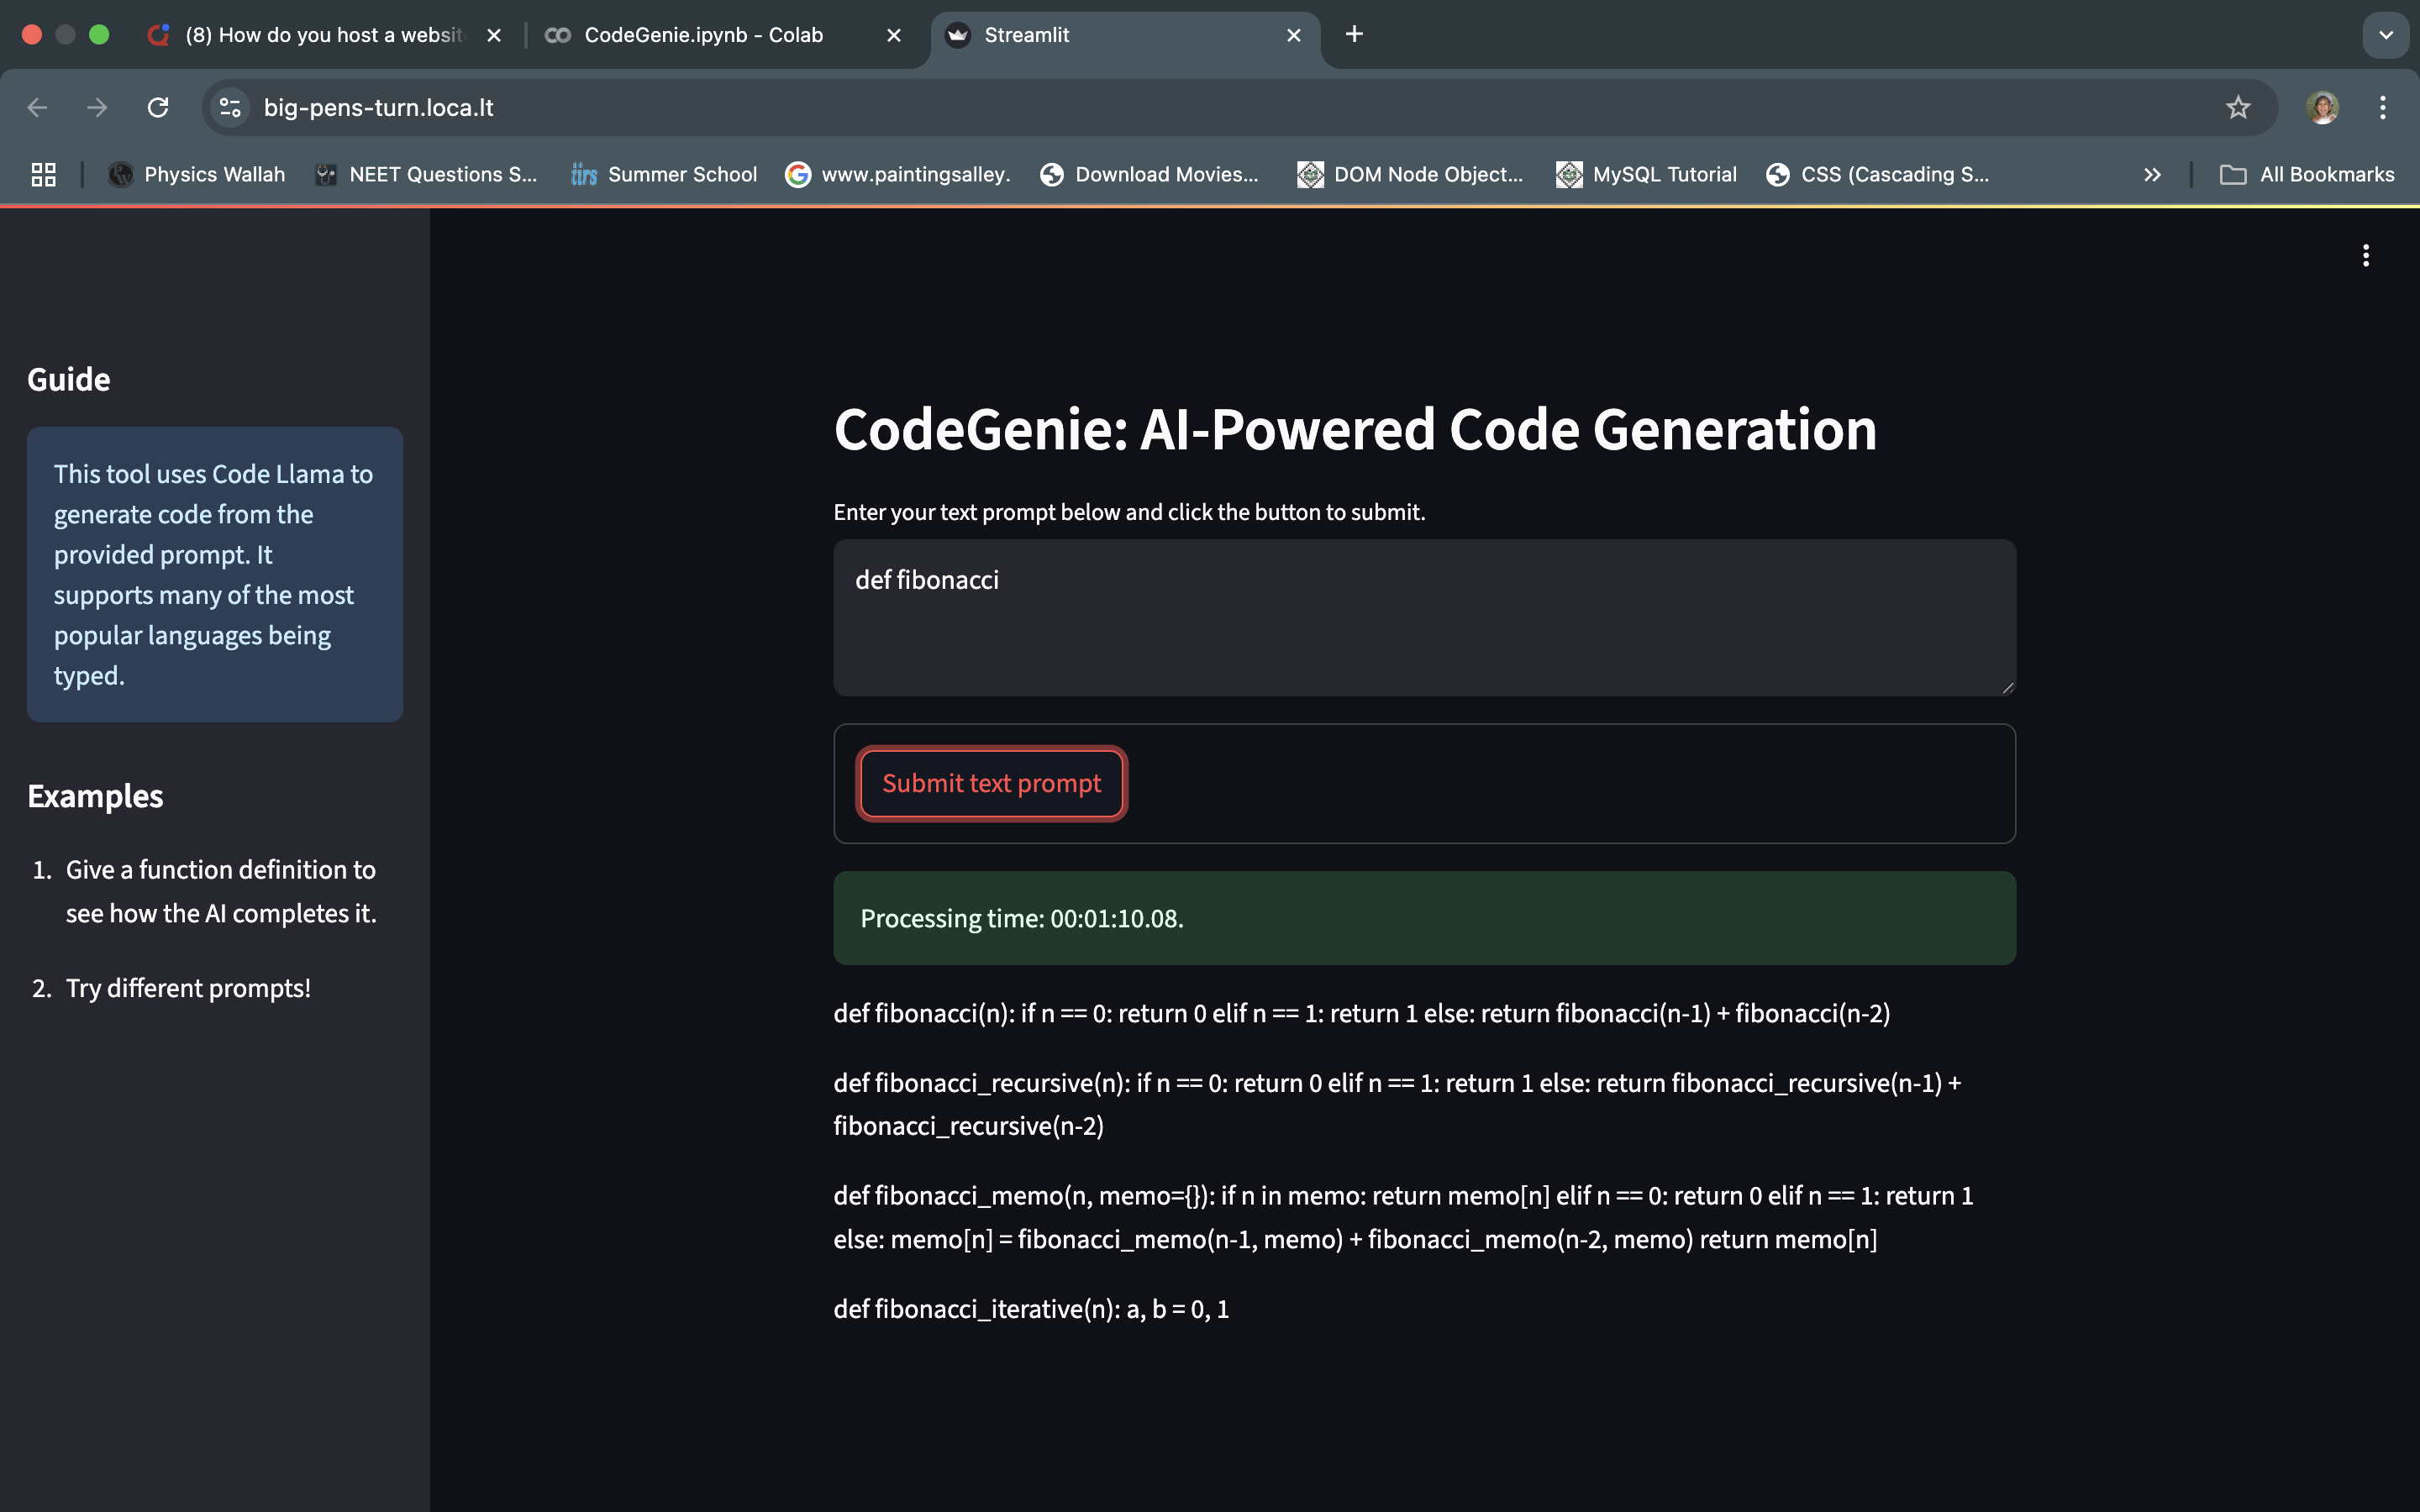 (8) How do you host a websit
CodeGenie.ipynb - Colab
Streamlit
big-pens-turn.loca.lt
Physics Wallah
NEET Questions S...
tirs Summer School
www.paintingsalley.
Download Movies...
DOM Node Object...
MySQL Tutorial
CSS (Cascading S...
All Bookmarks
Guide
This tool uses Code Llama to
generate code from the
provided prompt. It
supports many of the most
popular languages being
typed.
Examples
1. Give a function definition to
see how the AI completes it.
2. Try different prompts!
CodeGenie: AI-Powered Code Generation
Enter your text prompt below and click the button to submit.
def fibonacci
Submit text prompt
Processing time: 00:01:10.08.
def fibonacci(n): if n == 0: return 0 elif n == 1: return 1 else: return fibonacci(n-1) + fibonacci(n-2)
def fibonacci_recursive(n): if n == 0: return 0 elif n == 1: return 1 else: return fibonacci_recursive(n-1) +
fibonacci_recursive(n-2)
def fibonacci_memo(n, memo={}): if n in memo: return memo[n] elif n == 0: return 0 elif n == 1: return 1
else: memo[n] = fibonacci_memo(n-1, memo) + fibonacci_memo(n-2, memo) return memo[n]
def fibonacci_iterative(n): a, b = 0, 1